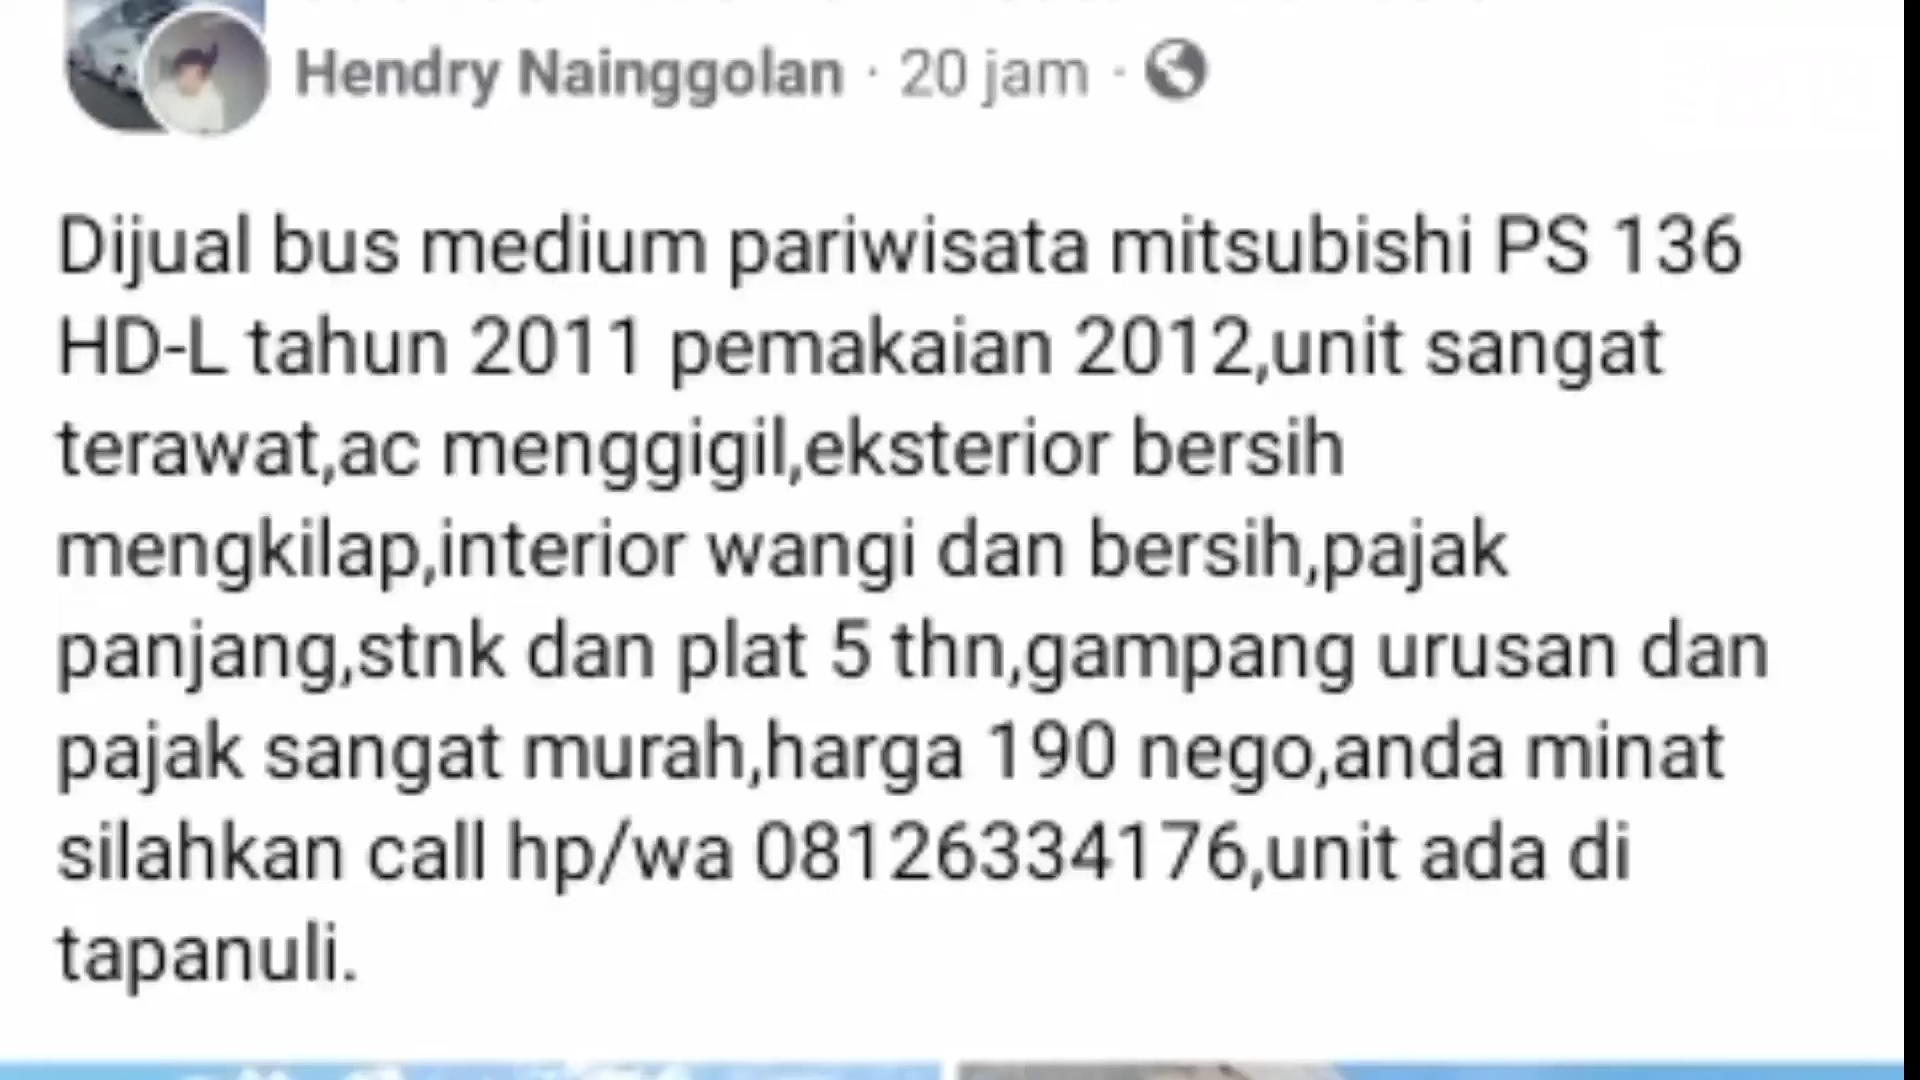 Hendry Nainggolan · 20 jam ·
Dijual bus medium pariwisata mitsubishi PS 136
HD-L tahun 2011 pemakaian 2012,unit sangat
terawat,ac menggigil,eksterior bersih
mengkilap,interior wangi dan bersih,pajak
panjang,stnk dan plat 5 thn,gampang urusan dan
pajak sangat murah,harga 190 nego,anda minat
silahkan call hp/wa 08126334176,unit ada di
tapanuli.